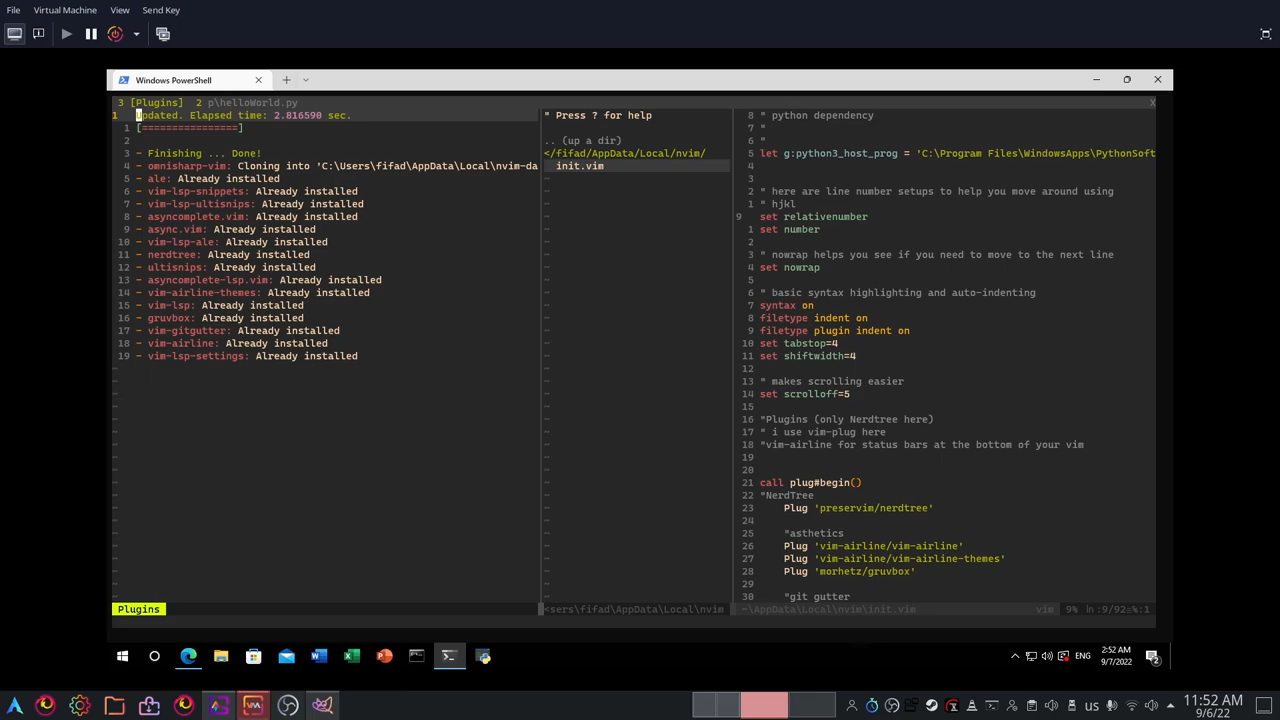 File Virtual Machine View Send Key
Windows PowerShell
3 [Plugins] 2 p\helloWorld.py X
1 Updated. Elapsed time: 2.816590 sec.
1 [================]
2
3 - Finishing ... Done!
4 - omnisharp-vim: Cloning into 'C:\Users\fifad\AppData\Local\nvim-da
5 - ale: Already installed
6 - vim-lsp-snippets: Already installed
7 - vim-lsp-ultisnips: Already installed
8 - asyncomplete.vim: Already installed
9 - async.vim: Already installed
10 - vim-lsp-ale: Already installed
11 - nerdtree: Already installed
12 - ultisnips: Already installed
13 - asyncomplete-lsp.vim: Already installed
14 - vim-airline-themes: Already installed
15 - vim-lsp: Already installed
16 - gruvbox: Already installed
17 - vim-gitgutter: Already installed
18 - vim-airline: Already installed
19 - vim-lsp-settings: Already installed
Plugins
" Press ? for help
.. (up a dir)
</fifad/AppData/Local/nvim/
init.vim
<sers\fifad\AppData\Local\nvim
8 " python dependency
7 "
6 "
5 let g:python3_host_prog = 'C:\Program Files\WindowsApps\PythonSoft
4
3
2 " here are line number setups to help you move around using
1 " hjkl
9 set relativenumber
1 set number
2
3 " nowrap helps you see if you need to move to the next line
4 set nowrap
5
6 " basic syntax highlighting and auto-indenting
7 syntax on
8 filetype indent on
9 filetype plugin indent on
10 set tabstop=4
11 set shiftwidth=4
12
13 " makes scrolling easier
14 set scrolloff=5
15
16 "Plugins (only Nerdtree here)
17 " i use vim-plug here
18 "vim-airline for status bars at the bottom of your vim
19
20
21 call plug#begin()
22 "NerdTree
23 Plug 'preservim/nerdtree'
24
25 "asthetics
26 Plug 'vim-airline/vim-airline'
27 Plug 'vim-airline/vim-airline-themes'
28 Plug 'morhetz/gruvbox'
29
30 "git gutter
~\AppData\Local\nvim\init.vim vim 9% ln:9/92≡%:1
ENG
2:52 AM
9/7/2022
2
us
11:52 AM
9/6/22